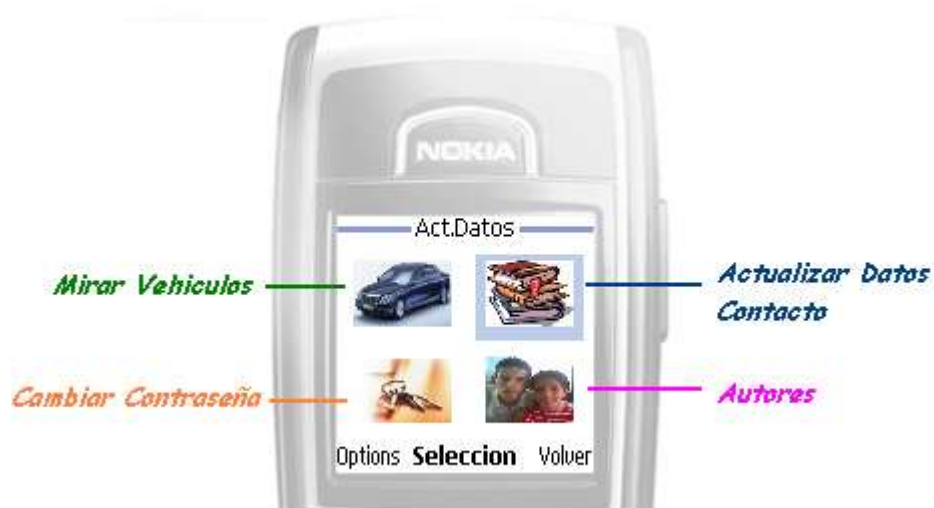 NOKIA
Act.Datos
Mirar Vehiculos
Actualizar Datos
Contacto
Cambiar Contraseña
Autores
Options Seleccion Volver